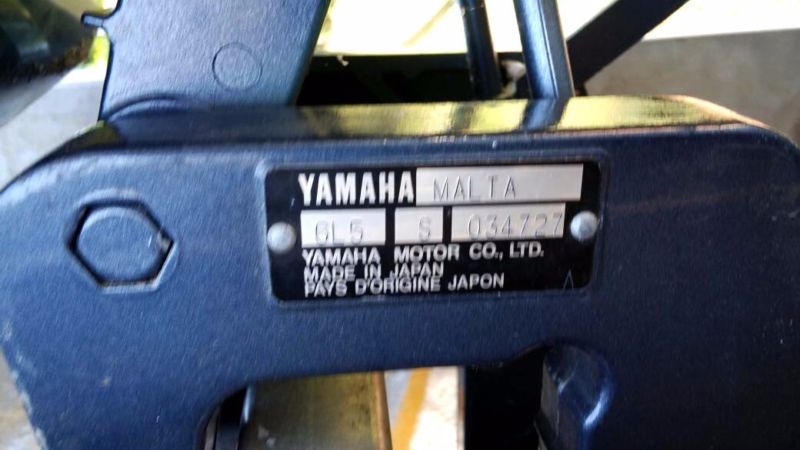 YAMAHA MALTA
6L5 S 034727
YAMAHA MOTOR CO., LTD.
MADE IN JAPAN
PAYS D'ORIGINE JAPON